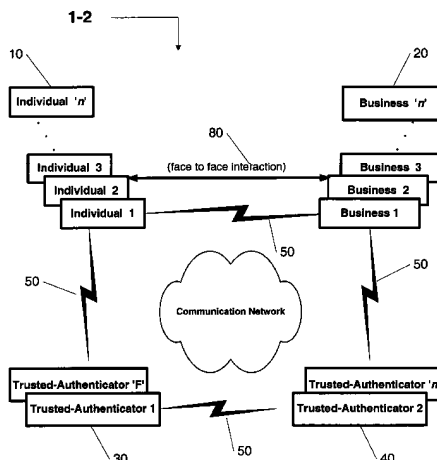 1-2
10
20
Individual 'n'
Business 'n'
80
Individual 3
(face to face interaction)
Business 3
Individual 2
Business 2
Individual 1
Business 1
50
50
50
Communication Network
Trusted-Authenticator 'F'
Trusted-Authenticator 'n'
Trusted-Authenticator 1
Trusted-Authenticator 2
30
50
40